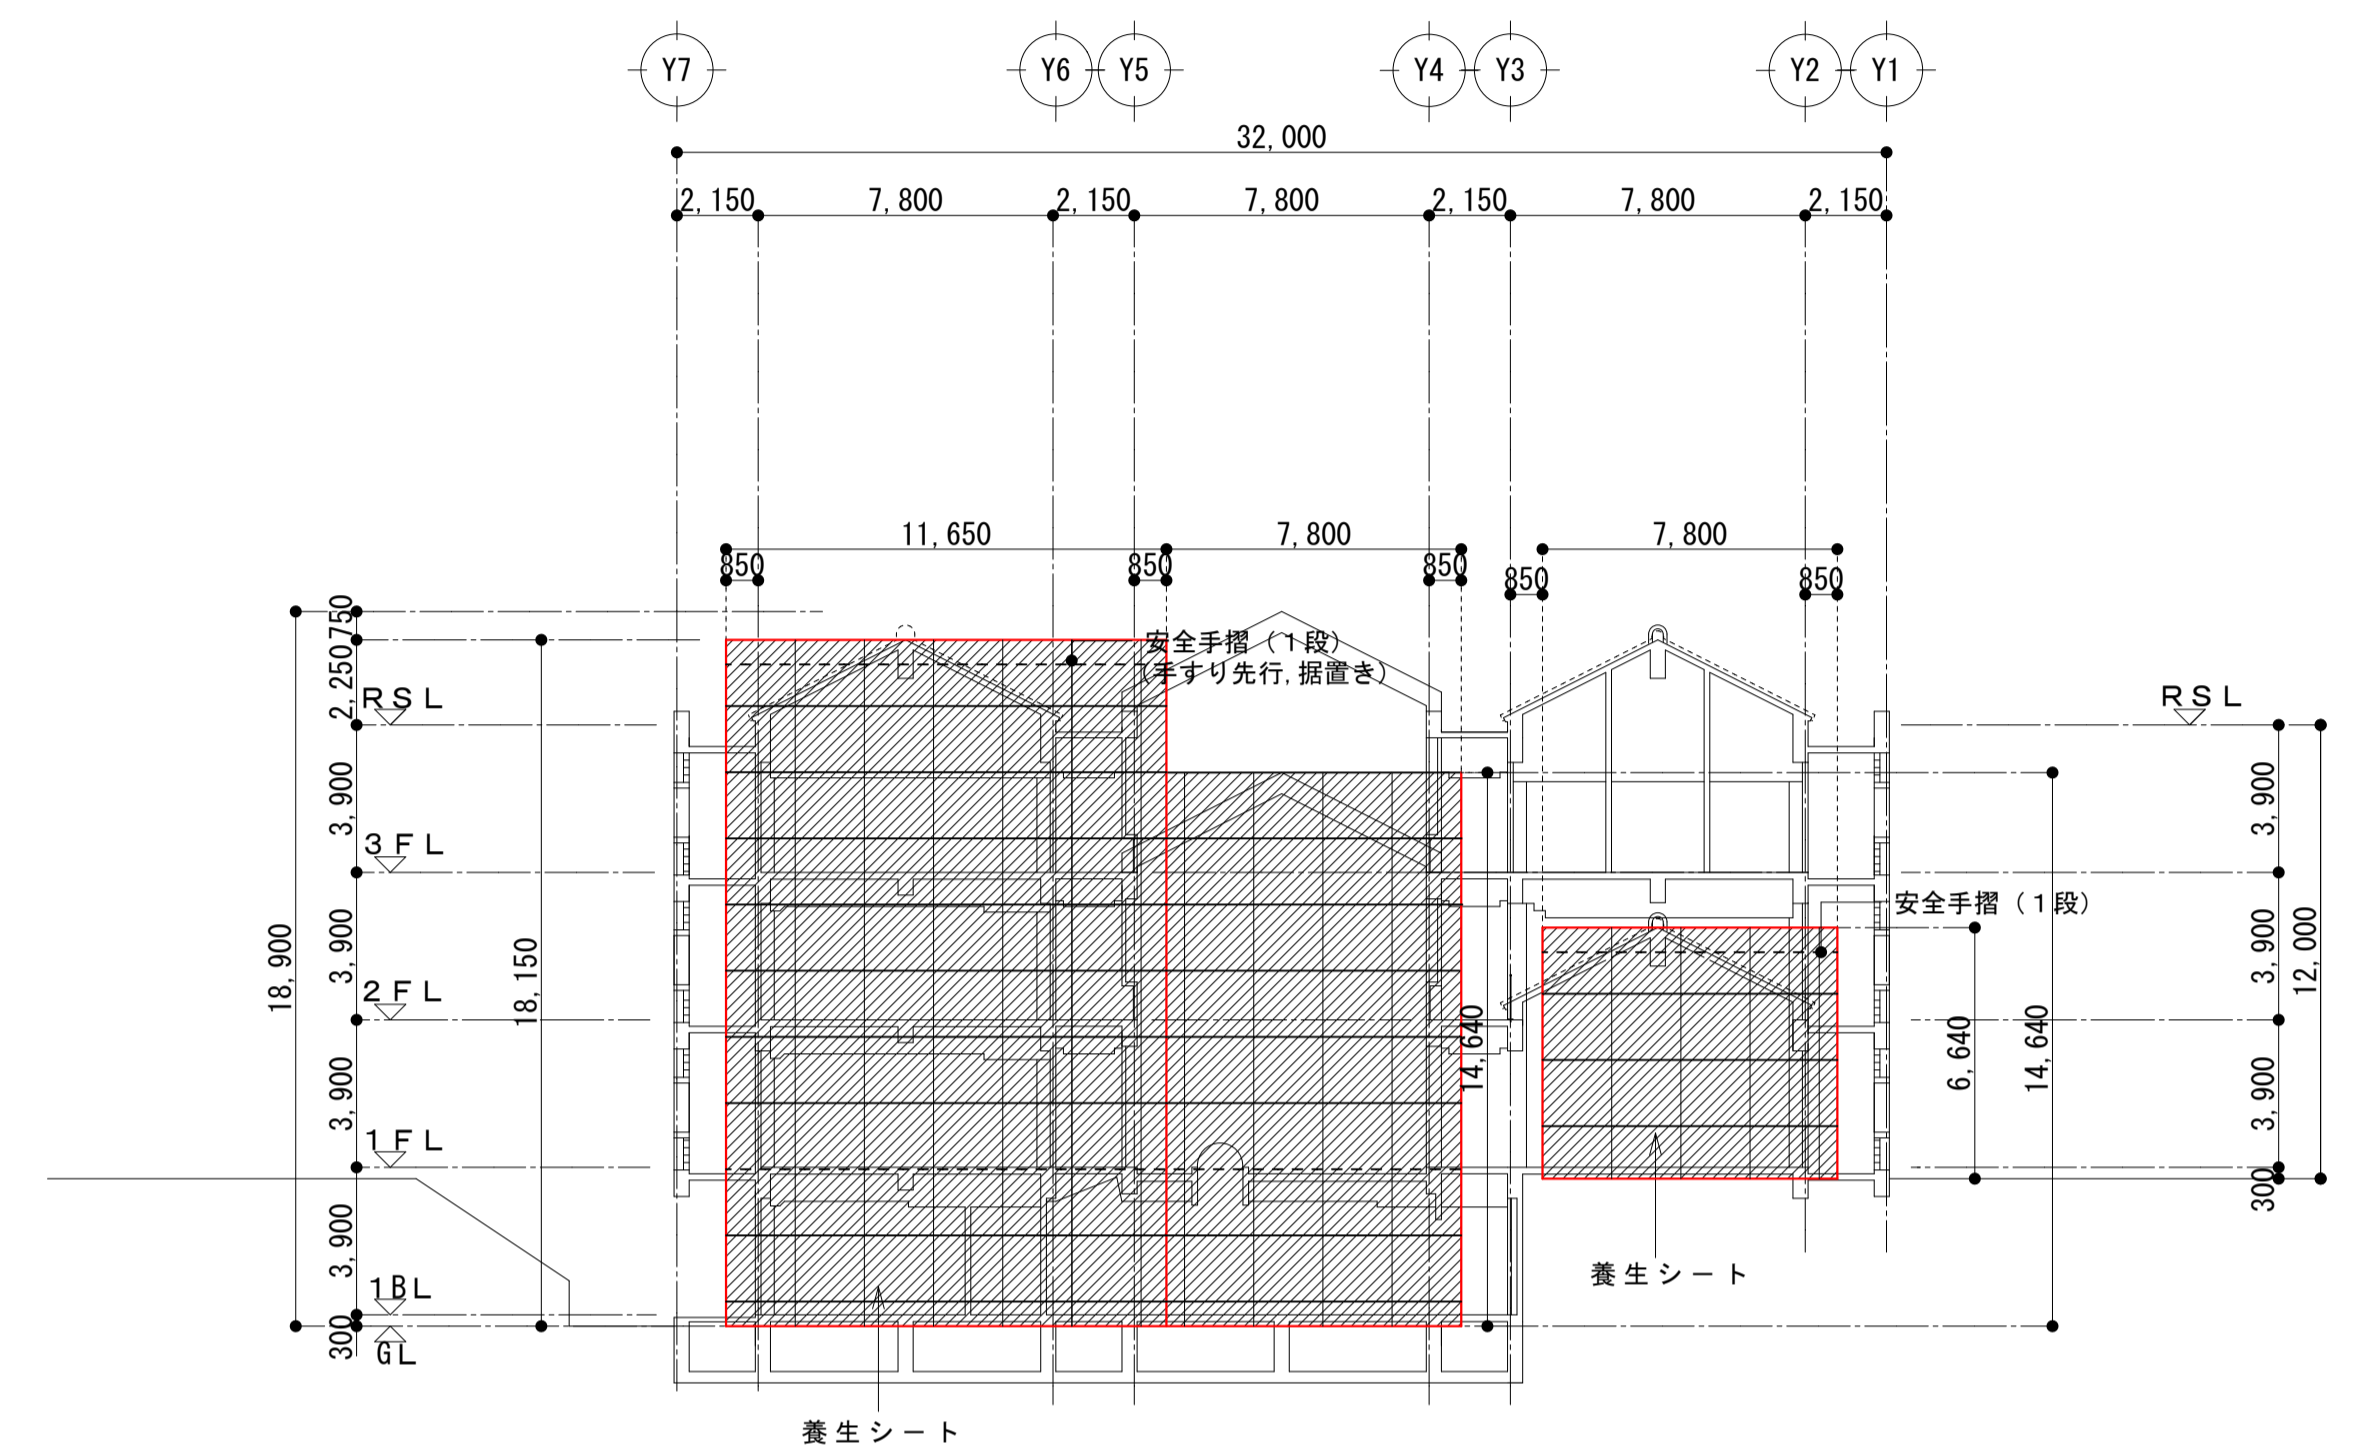 Y7 Y6 Y5 Y4 Y3 Y2 Y1
32,000
2,150 7,800 2,150 7,800 2,150 7,800 2,150
11,650 7,800 7,800
850 850 850 850 850
安全手摺（１段）
（手すり先行,据置き）
750
2,250
3,900
3,900
3,900
3,900
300
18,900
18,150
ＲＳＬ
３ＦＬ
２ＦＬ
１ＦＬ
１ＢＬ
ＧＬ
14,640
安全手摺（１段）
6,640
14,640
ＲＳＬ
3,900
3,900
3,900
300
12,000
養生シート
養生シート